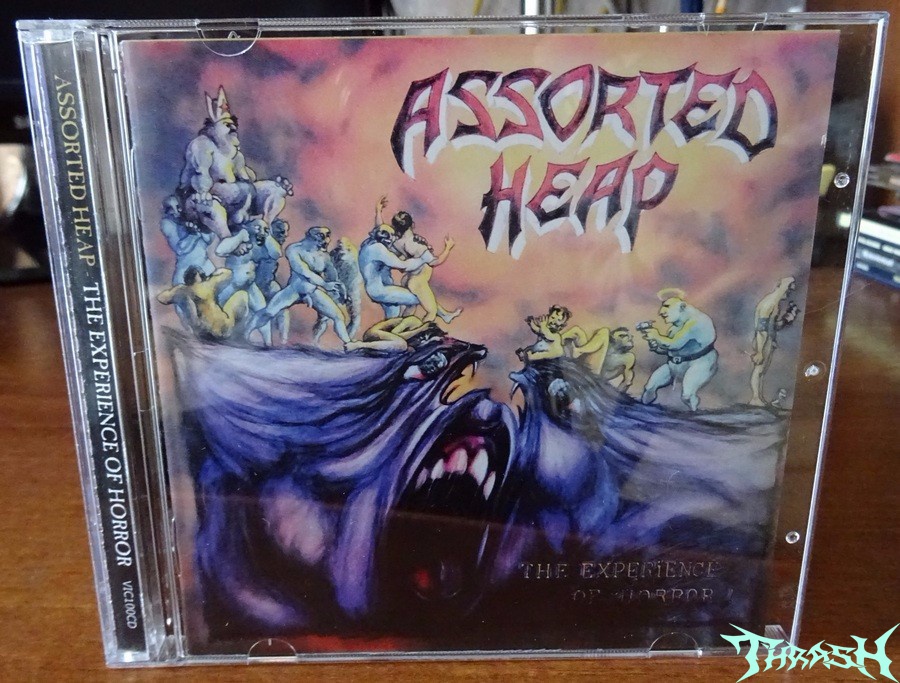 ASSORTED
HEAP
THE EXPERIENCE
OF HORROR
ASSORTED HEAP - THE EXPERIENCE OF HORROR VIC100CD
THRASH